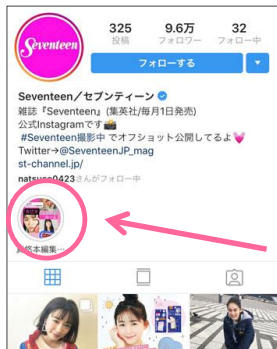 Seventeen
325 9.6万 32
投稿 フォロワー フォロー中
フォローする
Seventeen／セブンティーン
雑誌『Seventeen』(集英社/毎月1日発売)
公式Instagramです📸
#Seventeen撮影中 でオフショット公開してるよ💓
Twitter→@SeventeenJP_mag
st-channel.jp/
natsuso0423さんがフォロー中
悠本編集…